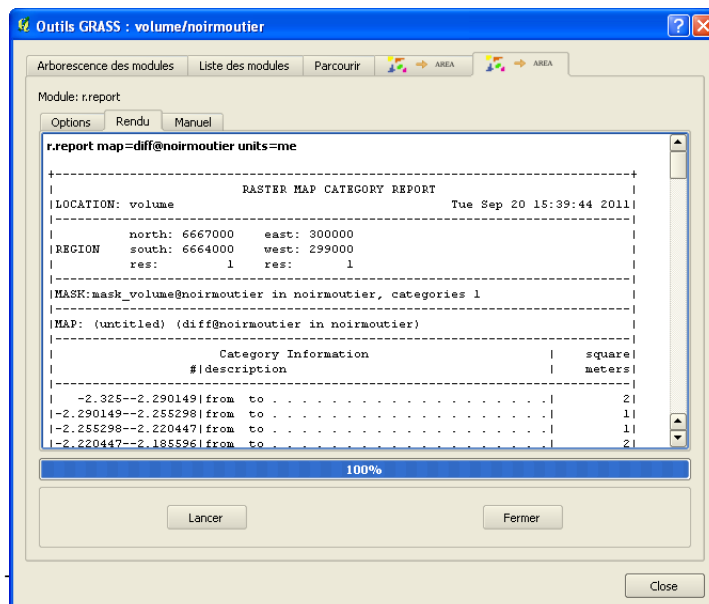 Outils GRASS : volume/noirmoutier
Arborescence des modules Liste des modules Parcourir AREA AREA
Module: r.report
Options Rendu Manuel
r.report map=diff@noirmoutier units=me
+-----------------------------------------------------------------------------+
| RASTER MAP CATEGORY REPORT |
|LOCATION: volume Tue Sep 20 15:39:44 2011|
|-----------------------------------------------------------------------------|
| north: 6667000 east: 300000 |
|REGION south: 6664000 west: 299000 |
| res: 1 res: 1 |
|-----------------------------------------------------------------------------|
|MASK:mask_volume@noirmoutier in noirmoutier, categories 1 |
|-----------------------------------------------------------------------------|
|MAP: (untitled) (diff@noirmoutier in noirmoutier) |
|-----------------------------------------------------------------------------|
| Category Information | square|
| #|description | meters|
|-----------------------------------------------------------------------------|
| -2.325--2.290149|from to . . . . . . . . . . . . . . . . . . . . .| 2|
|-2.290149--2.255298|from to . . . . . . . . . . . . . . . . . . . . .| 1|
|-2.255298--2.220447|from to . . . . . . . . . . . . . . . . . . . . .| 1|
|-2.220447--2.185596|from to . . . . . . . . . . . . . . . . . . . . .| 2|
100%
Lancer Fermer
Close